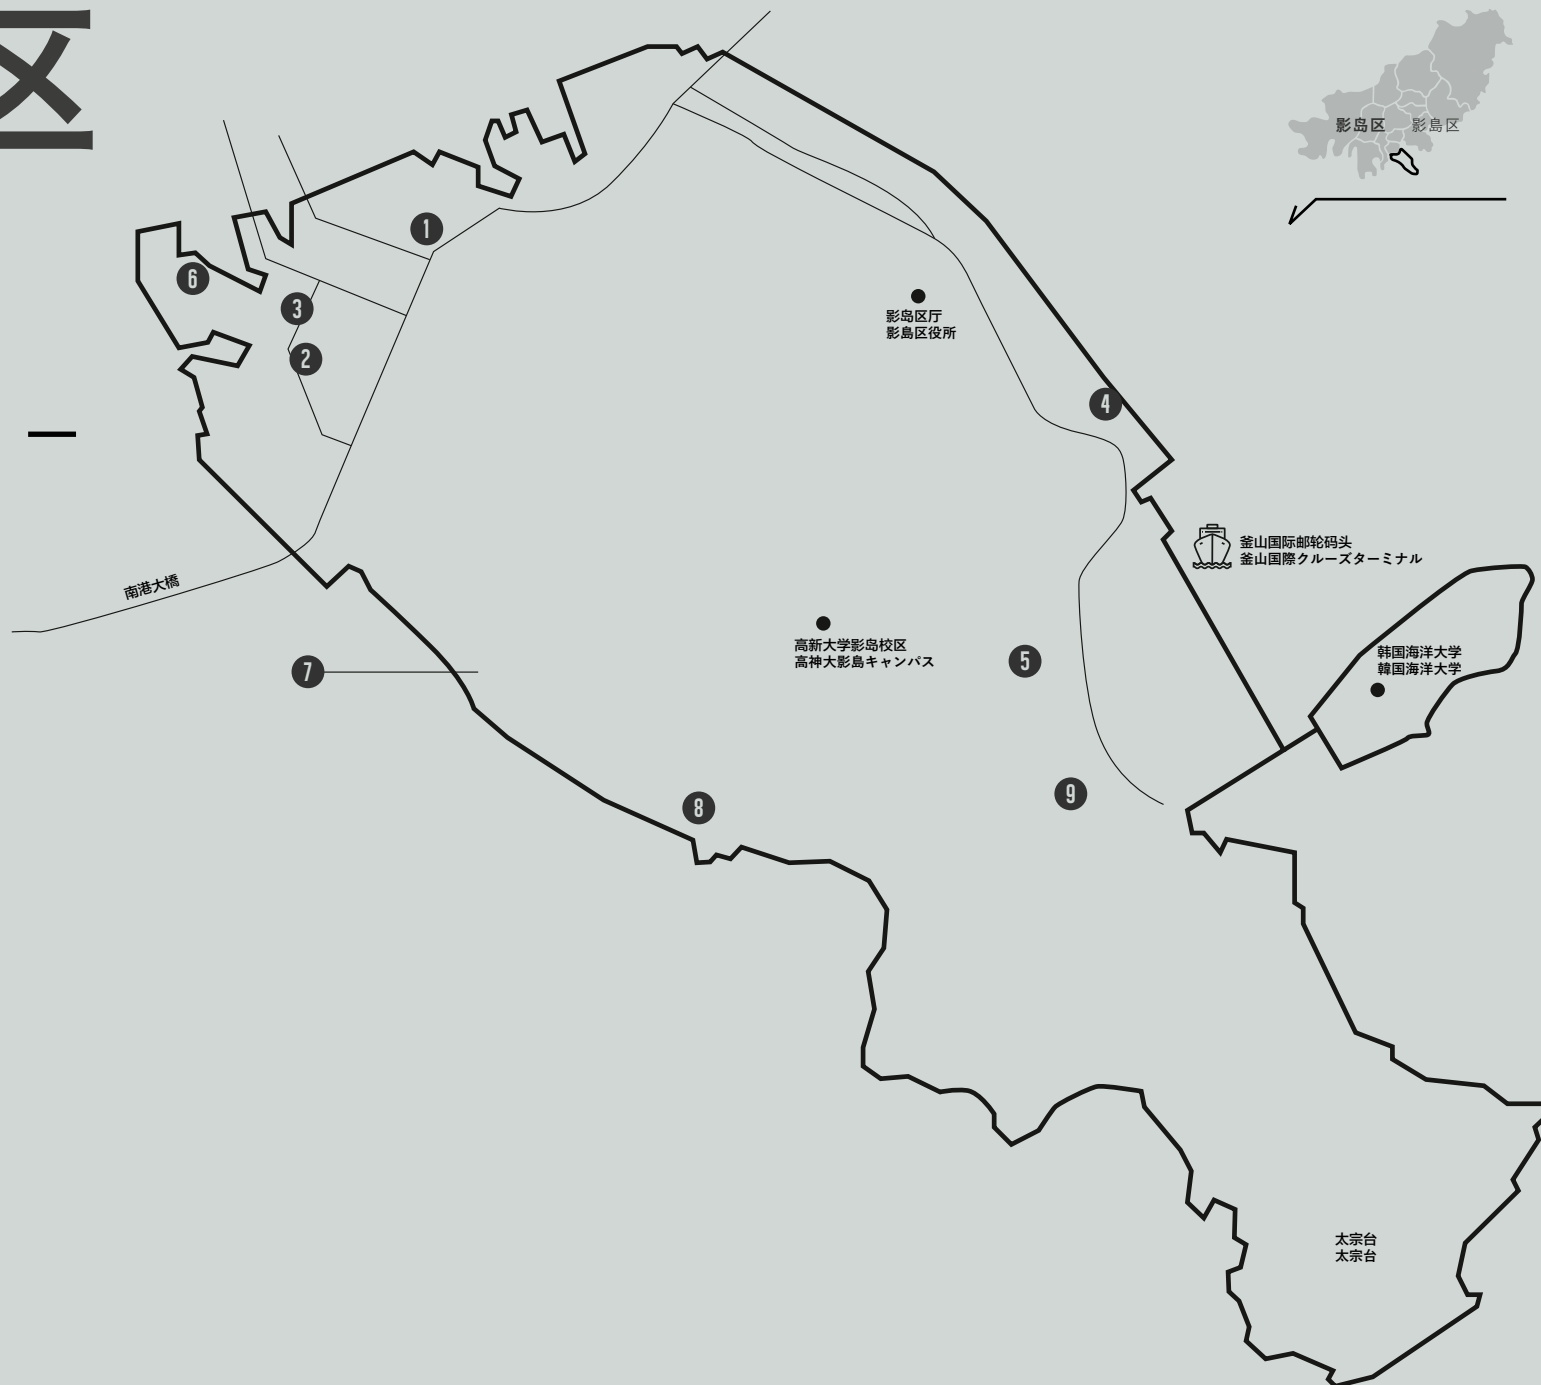 区
影岛区 影島区
1
6
3
影岛区厅
影島区役所
2
4
釜山国际邮轮码头
釜山国際クルーズターミナル
南港大橋
高新大学影岛校区
高神大影島キャンパス
韩国海洋大学
韓国海洋大学
5
7
9
8
太宗台
太宗台